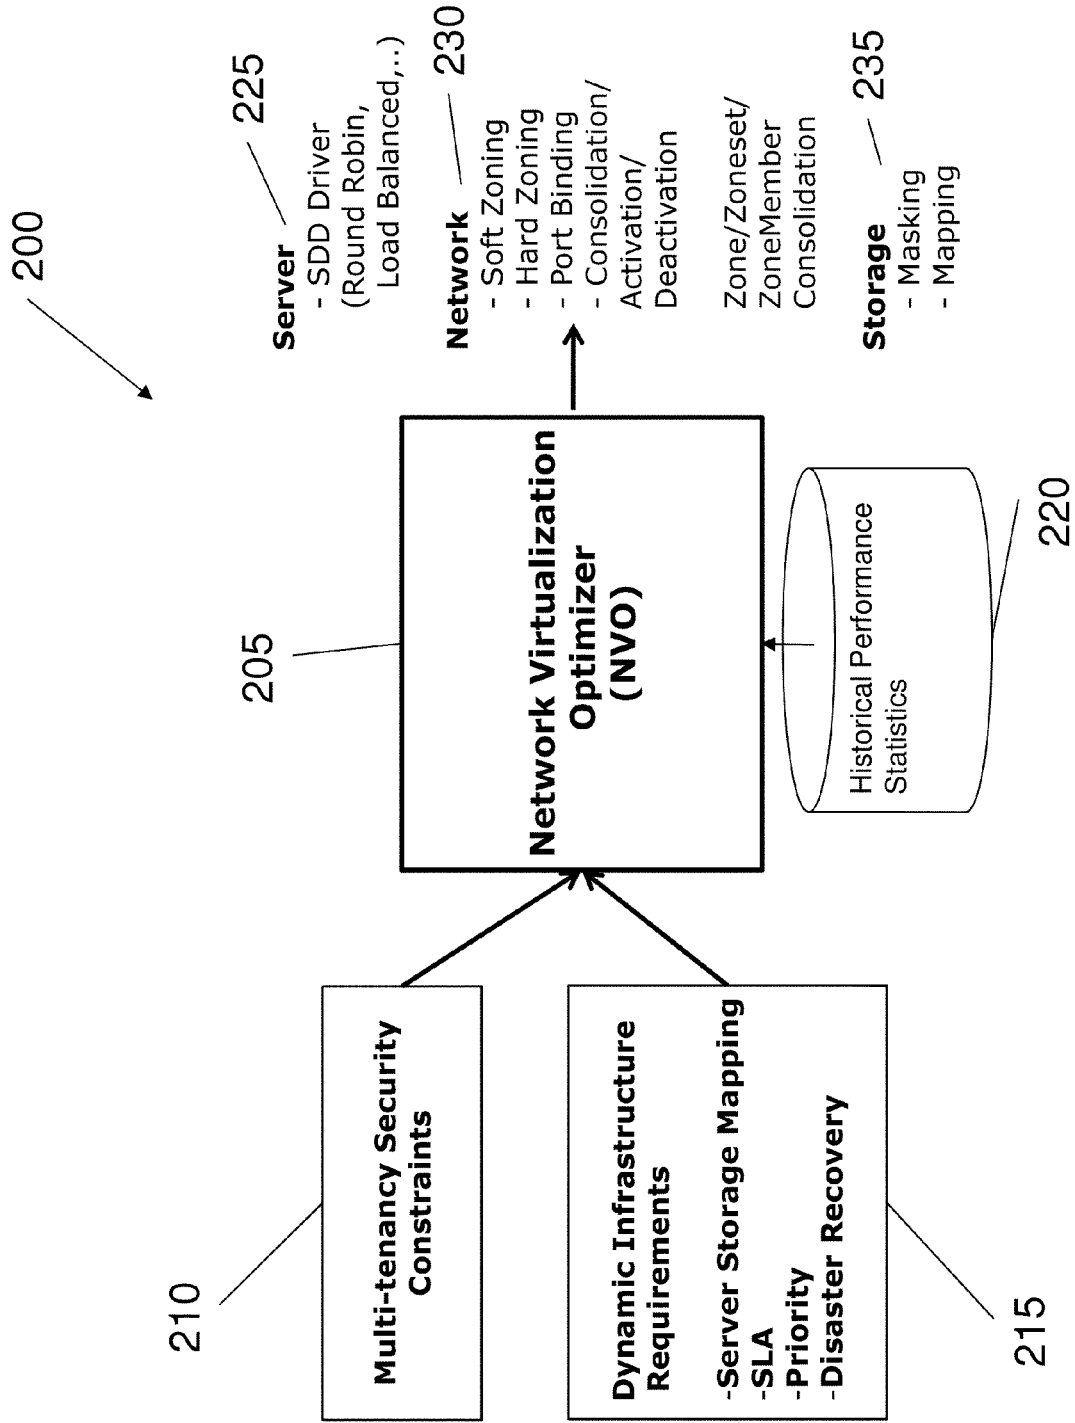 200
210
Multi-tenancy Security
Constraints
Dynamic Infrastructure
Requirements
-Server Storage Mapping
-SLA
-Priority
-Disaster Recovery
215
205
Network Virtualization
Optimizer
(NVO)
Historical Performance
Statistics
220
225
Server
- SDD Driver
(Round Robin,
Load Balanced,..)
230
Network
- Soft Zoning
- Hard Zoning
- Port Binding
- Consolidation/
Activation/
Deactivation
Zone/Zoneset/
ZoneMember
Consolidation
235
Storage
- Masking
- Mapping